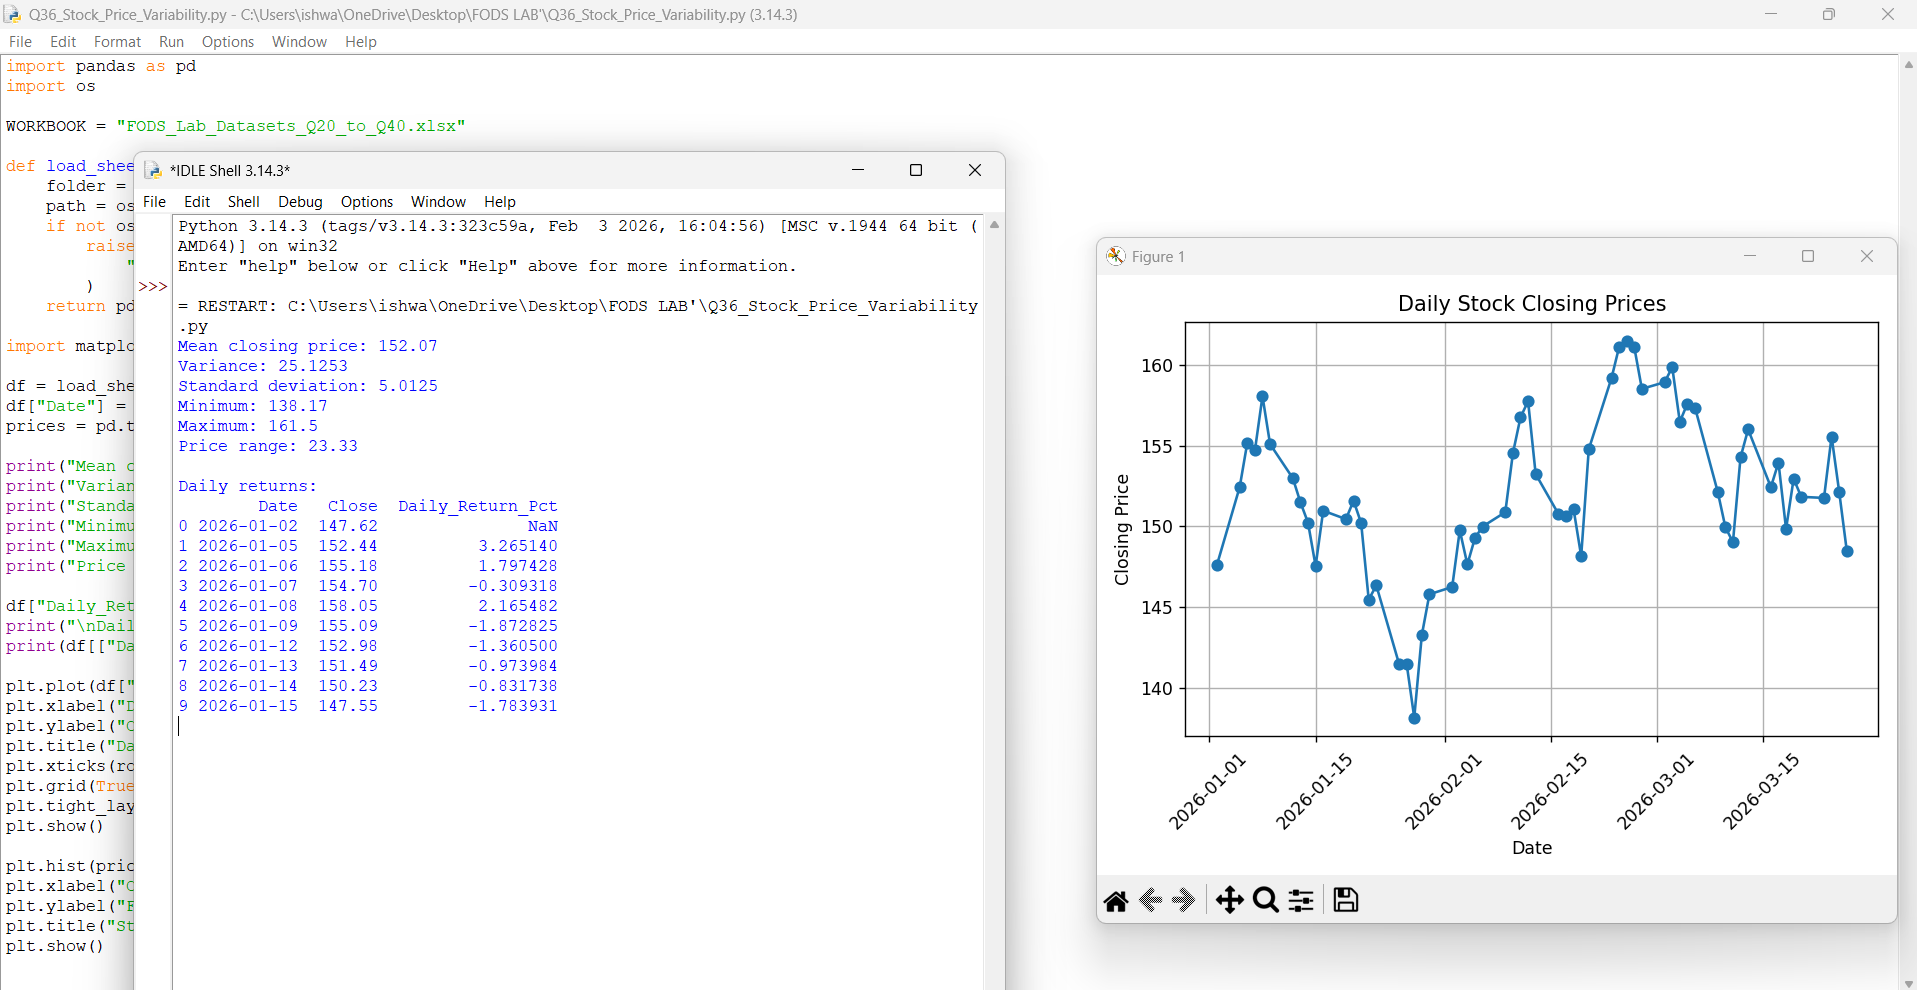 Q36_Stock_Price_Variability.py - C:\Users\ishwa\OneDrive\Desktop\FODS LAB'\Q36_Stock_Price_Variability.py (3.14.3)
File Edit Format Run Options Window Help
import pandas as pd
import os
WORKBOOK = "FODS_Lab_Datasets_Q20_to_Q40.xlsx"
def load_shee
folder =
path = os
if not os
raise
"
)
return pd
import matplo
df = load_she
df["Date"] =
prices = pd.t
print("Mean c
print("Varian
print("Standa
print("Minimu
print("Maximu
print("Price
df["Daily_Ret
print("\nDail
print(df[["Da
plt.plot(df["
plt.xlabel("D
plt.ylabel("C
plt.title("Da
plt.xticks(ro
plt.grid(True
plt.tight_lay
plt.show()
plt.hist(pric
plt.xlabel("C
plt.ylabel("F
plt.title("St
plt.show()
*IDLE Shell 3.14.3*
File Edit Shell Debug Options Window Help
Python 3.14.3 (tags/v3.14.3:323c59a, Feb  3 2026, 16:04:56) [MSC v.1944 64 bit (
AMD64)] on win32
Enter "help" below or click "Help" above for more information.
>>>
= RESTART: C:\Users\ishwa\OneDrive\Desktop\FODS LAB'\Q36_Stock_Price_Variability
.py
Mean closing price: 152.07
Variance: 25.1253
Standard deviation: 5.0125
Minimum: 138.17
Maximum: 161.5
Price range: 23.33
Daily returns:
Date Close Daily_Return_Pct
0 2026-01-02 147.62 NaN
1 2026-01-05 152.44 3.265140
2 2026-01-06 155.18 1.797428
3 2026-01-07 154.70 -0.309318
4 2026-01-08 158.05 2.165482
5 2026-01-09 155.09 -1.872825
6 2026-01-12 152.98 -1.360500
7 2026-01-13 151.49 -0.973984
8 2026-01-14 150.23 -0.831738
9 2026-01-15 147.55 -1.783931
Figure 1
Daily Stock Closing Prices
160
155
150
145
140
Closing Price
2026-01-01
2026-01-15
2026-02-01
2026-02-15
2026-03-01
2026-03-15
Date